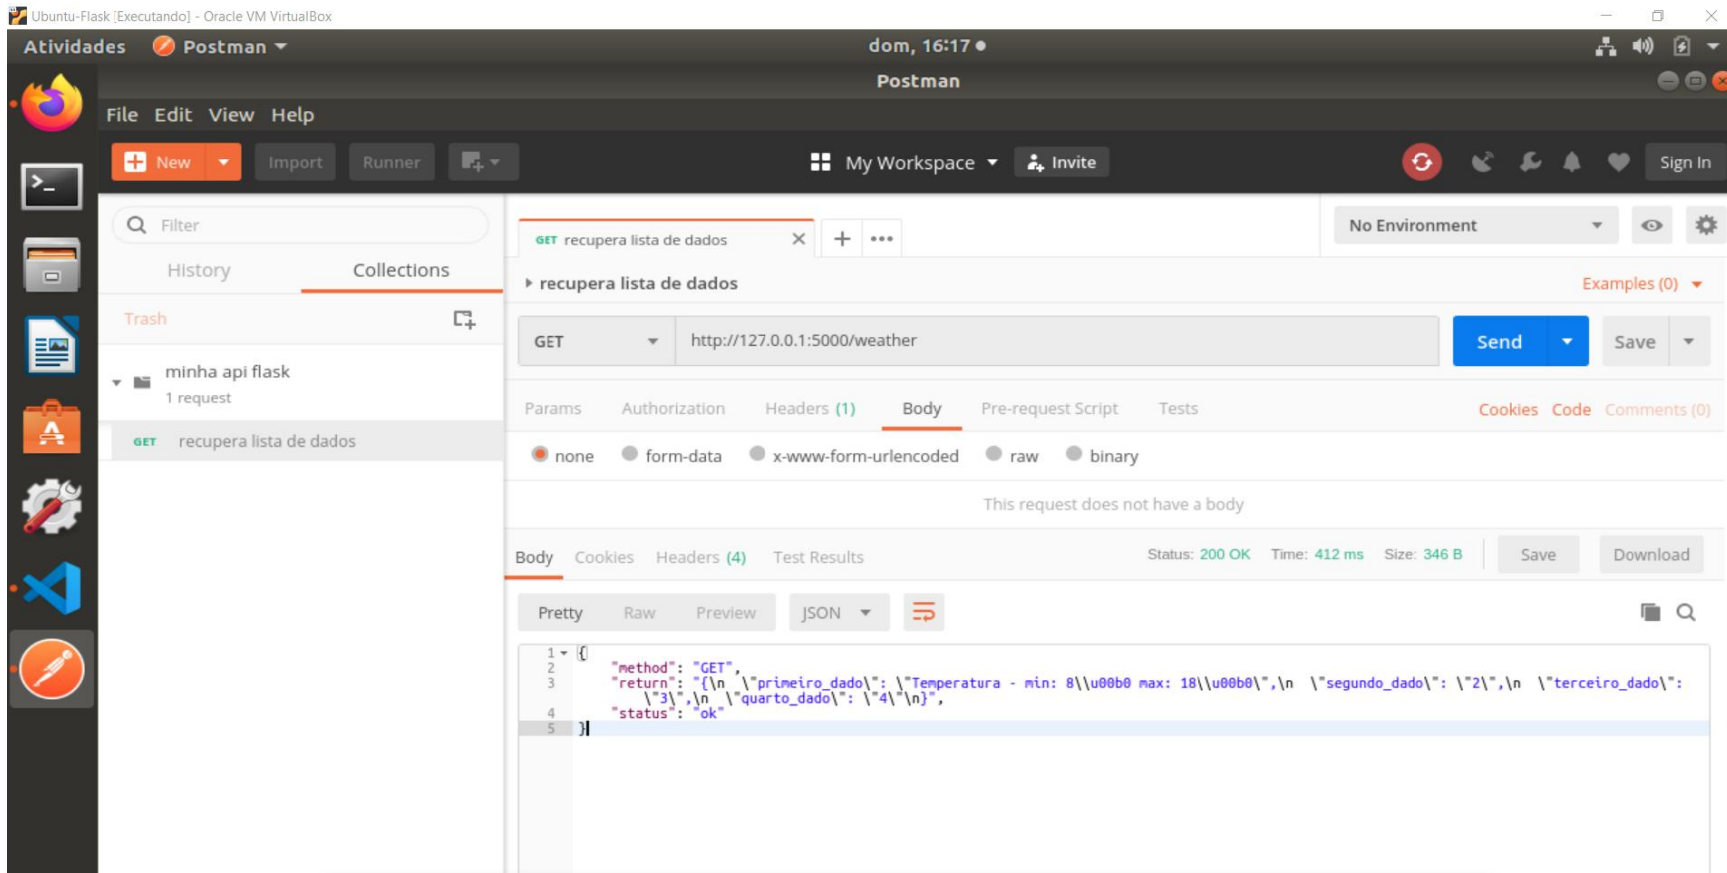 Ubuntu-Flask [Executando] - Oracle VM VirtualBox
Atividades Postman dom, 16:17
Postman
File Edit View Help
New Import Runner My Workspace Invite Sign In
Filter
GET recupera lista de dados No Environment
History Collections
recupera lista de dados Examples (0)
Trash
GET http://127.0.0.1:5000/weather Send Save
minha api flask
1 request
Params Authorization Headers (1) Body Pre-request Script Tests Cookies Code Comments (0)
GET recupera lista de dados
none form-data x-www-form-urlencoded raw binary
This request does not have a body
Body Cookies Headers (4) Test Results Status: 200 OK Time: 412 ms Size: 346 B Save Download
Pretty Raw Preview JSON
1 {
2 "method": "GET",
3 "return": "{\n  \"primeiro_dado\": \"Temperatura - min: 8\\u00b0 max: 18\\u00b0\",\n  \"segundo_dado\": \"2\",\n  \"terceiro_dado\":
\"3\",\n  \"quarto_dado\": \"4\"\n}",
4 "status": "ok"
5 }